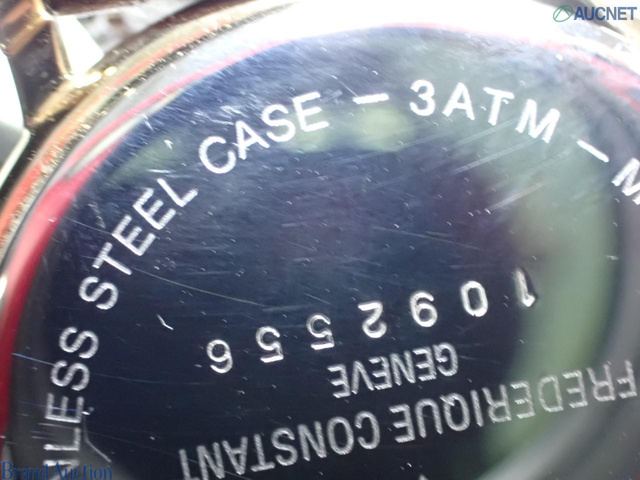 AUCNET
LESS STEEL CASE - 3ATM - M
FREDERIQUE CONSTANT
GENEVE
1092556
Brand Auction